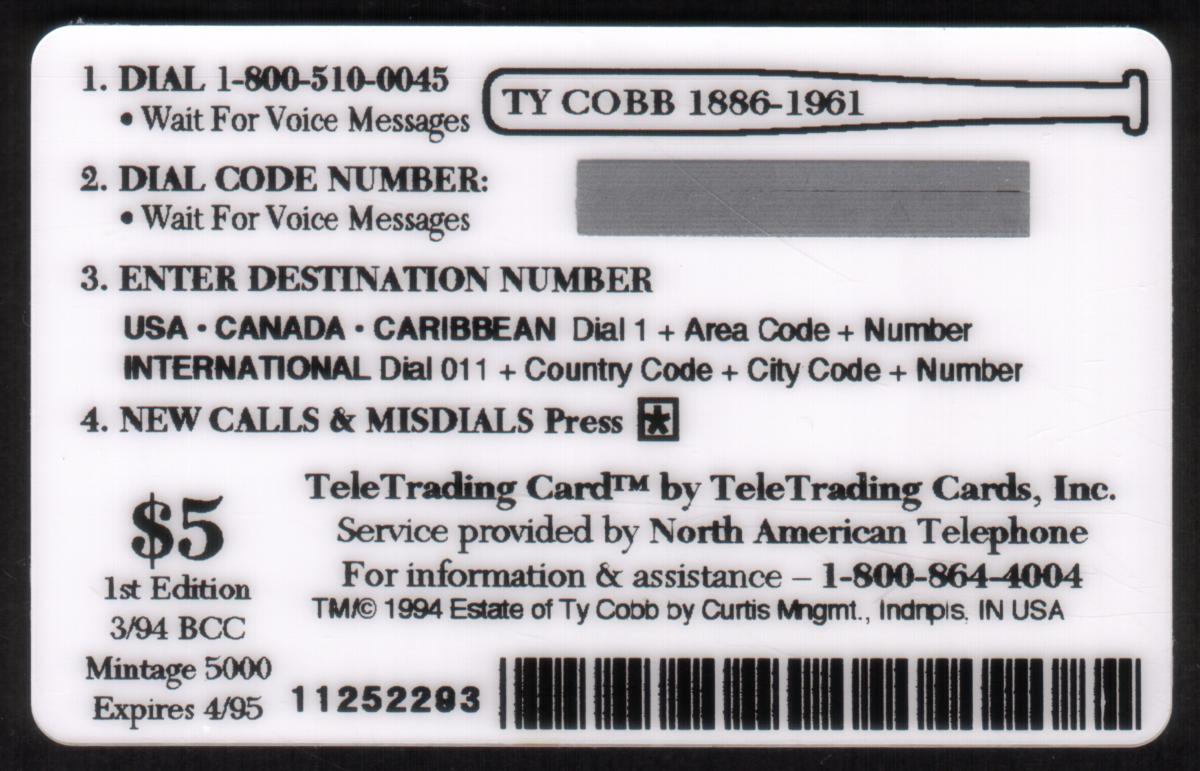 1. DIAL 1-800-510-0045
• Wait For Voice Messages
TY COBB 1886-1961
2. DIAL CODE NUMBER:
• Wait For Voice Messages
3. ENTER DESTINATION NUMBER
USA · CANADA · CARIBBEAN Dial 1 + Area Code + Number
INTERNATIONAL Dial 011 + Country Code + City Code + Number
4. NEW CALLS & MISDIALS Press *
TeleTrading Card™ by TeleTrading Cards, Inc.
Service provided by North American Telephone
For information & assistance – 1-800-864-4004
TM/© 1994 Estate of Ty Cobb by Curtis Mngmt., Indnpls, IN USA
$5
1st Edition
3/94 BCC
Mintage 5000
Expires 4/95
11252293